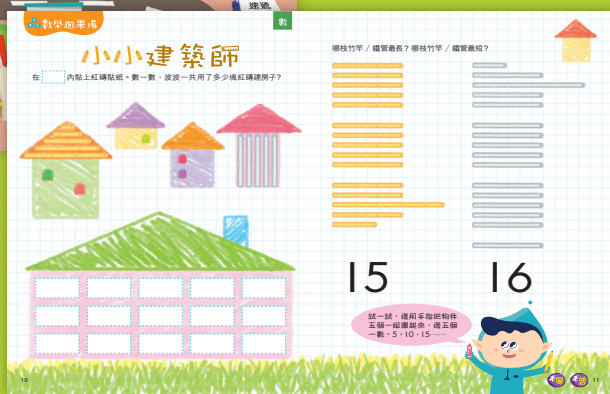 數學遊樂場
數
小小建築師
在 內貼上紅磚貼紙。數一數，波波一共用了多少塊紅磚建房子？
哪枝竹竿 / 鐵管最長？哪枝竹竿 / 鐵管最短？
15
16
試一試，邊用手指把物件
五個一組圈起來，邊五個
一數。5，10，15……
10
11